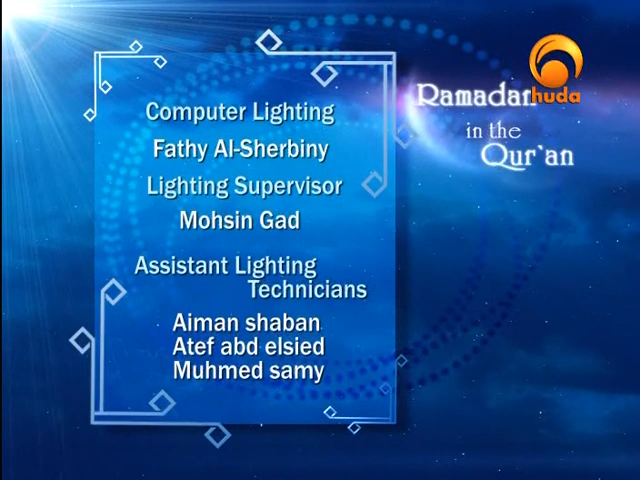 Computer Lighting
Fathy Al-Sherbiny
Lighting Supervisor
Mohsin Gad
Assistant Lighting
Technicians
Aiman shaban
Atef abd elsied
Muhmed samy
Ramadan
huda
in the
Qur`an